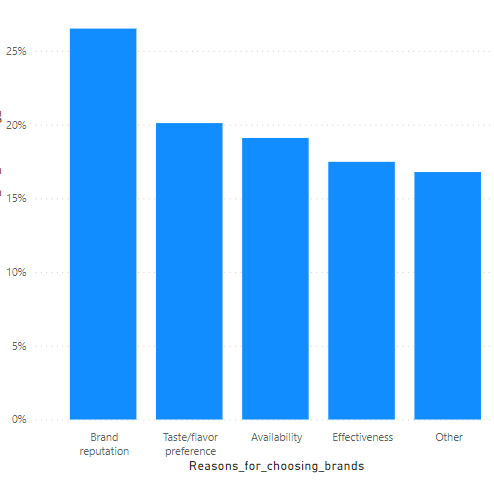 25%
20%
15%
10%
5%
0%
Brand
reputation
Taste/flavor
preference
Availability
Effectiveness
Other
Reasons_for_choosing_brands